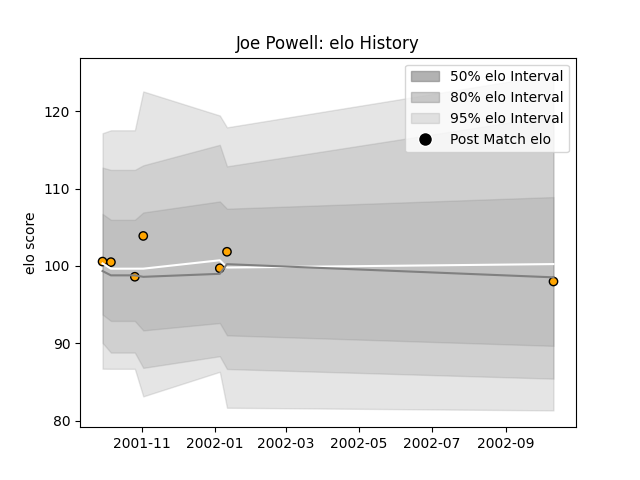 Joe Powell: elo History
50% elo Interval
80% elo Interval
95% elo Interval
Post Match elo
elo score
120
110
100
90
80
2001-11
2002-01
2002-03
2002-05
2002-07
2002-09